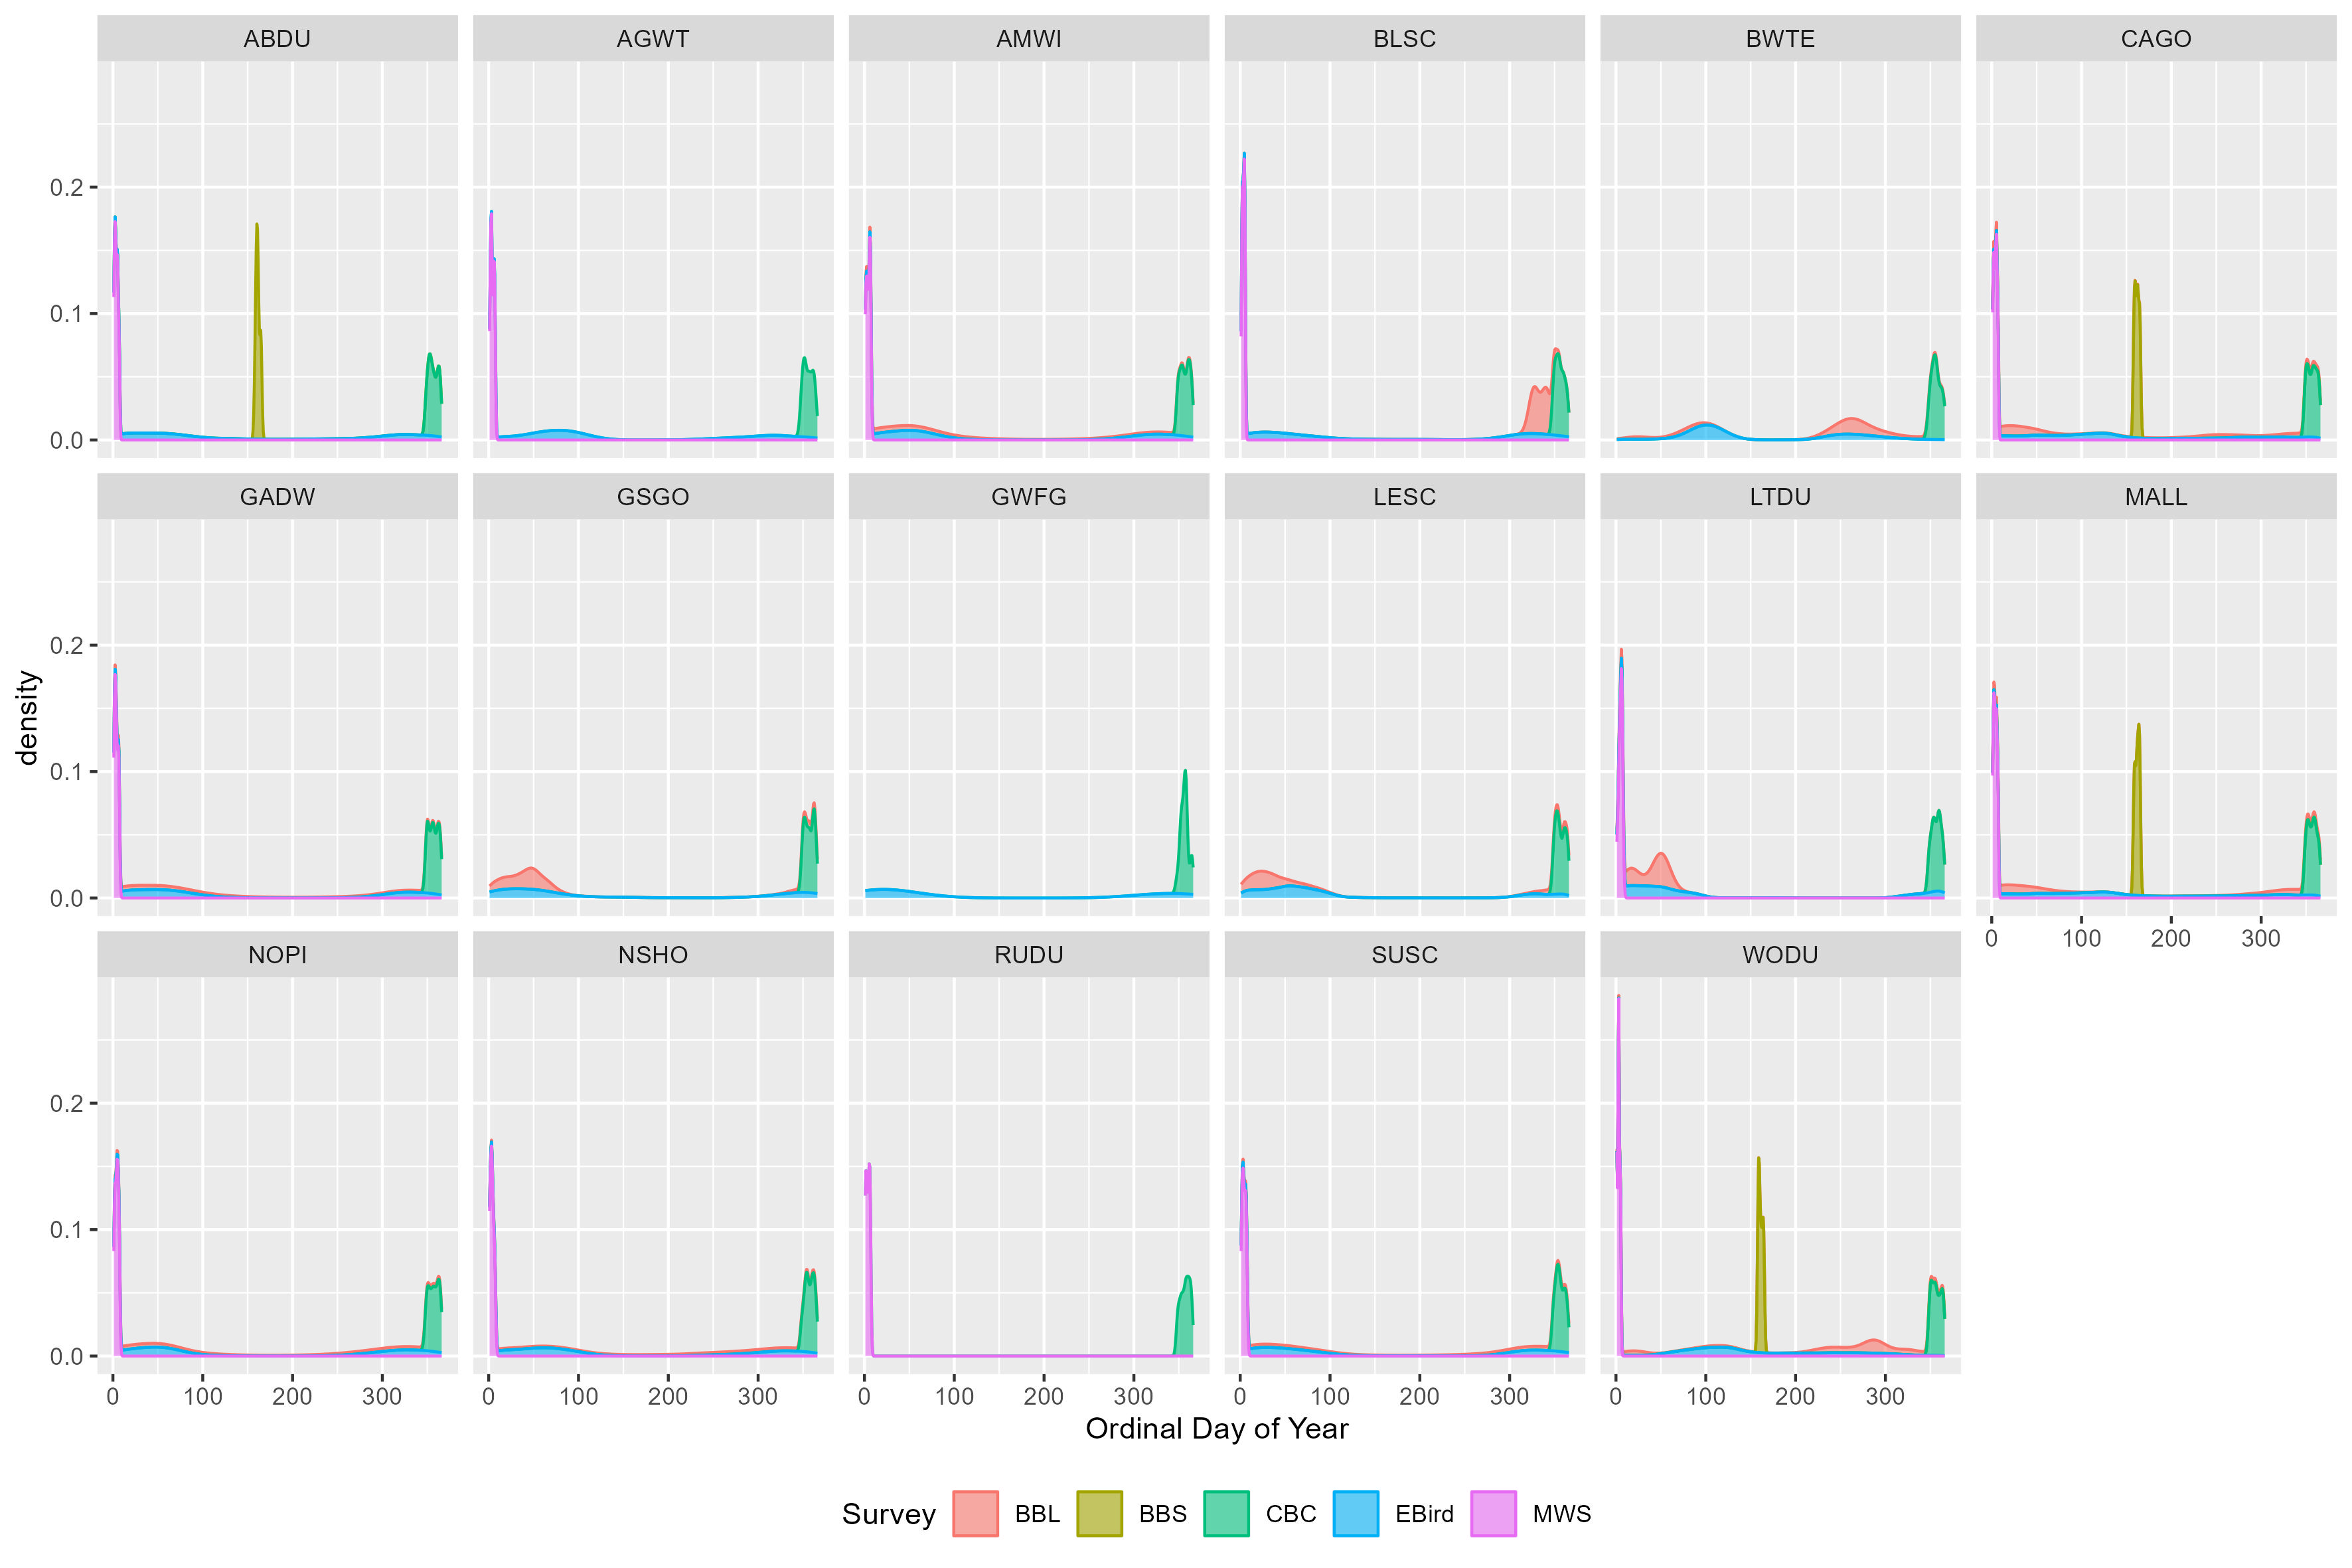 ABDU AGWT AMWI BLSC BWTE CAGO
0.2
0.1
0.0
GADW GSGO GWFG LESC LTDU MALL
density
0.2
0.1
0.0
0 100 200 300
NOPI NSHO RUDU SUSC WODU
0.2
0.1
0.0
0 100 200 300 0 100 200 300 0 100 200 300 0 100 200 300 0 100 200 300
Ordinal Day of Year
Survey BBL BBS CBC EBird MWS